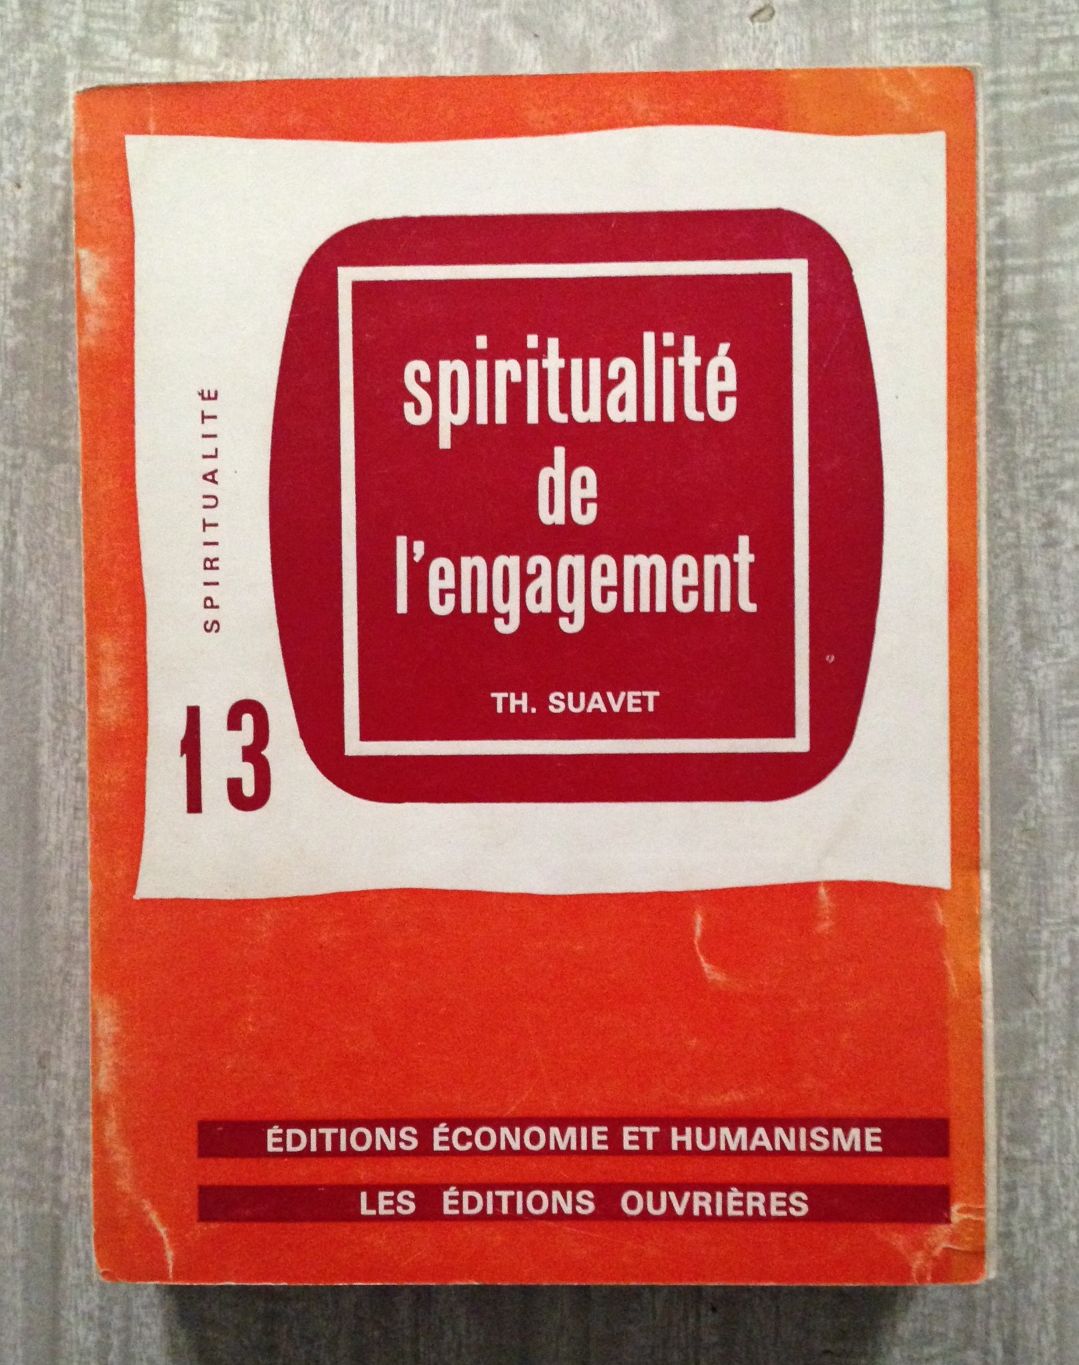 spiritualité
de
l'engagement
TH. SUAVET
SPIRITUALITÉ
13
ÉDITIONS ÉCONOMIE ET HUMANISME
LES ÉDITIONS OUVRIÈRES